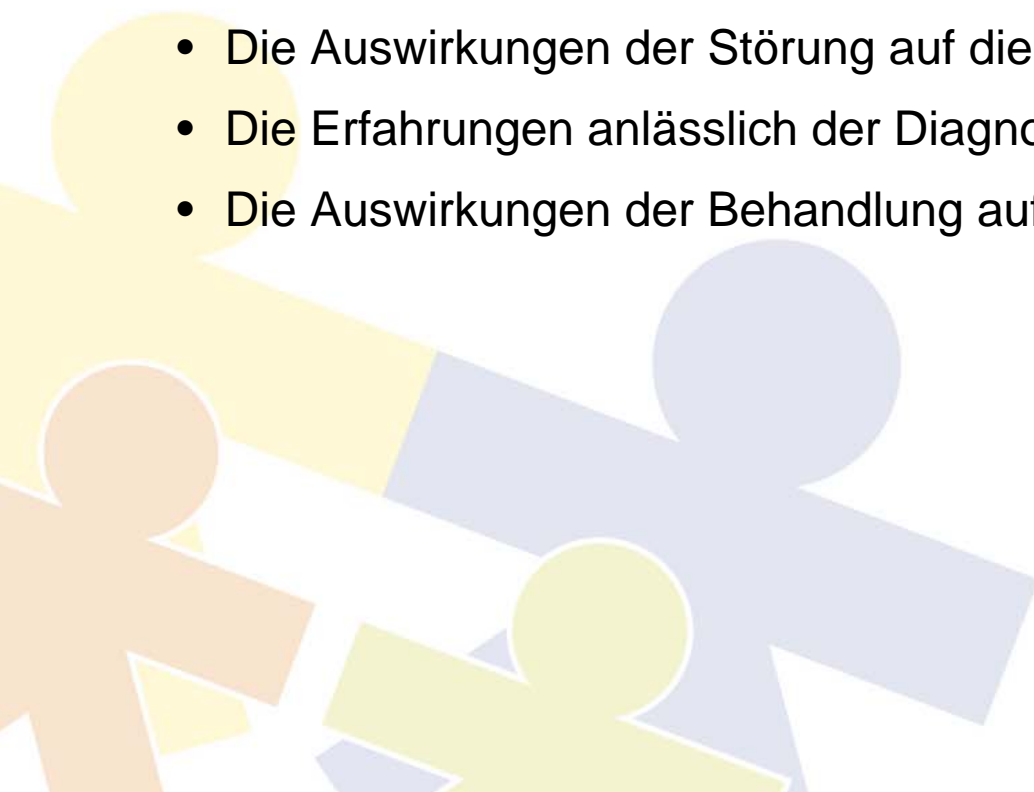 • Die Auswirkungen der Störung auf die
• Die Erfahrungen anlässlich der
• Die Auswirkungen der Behandlung